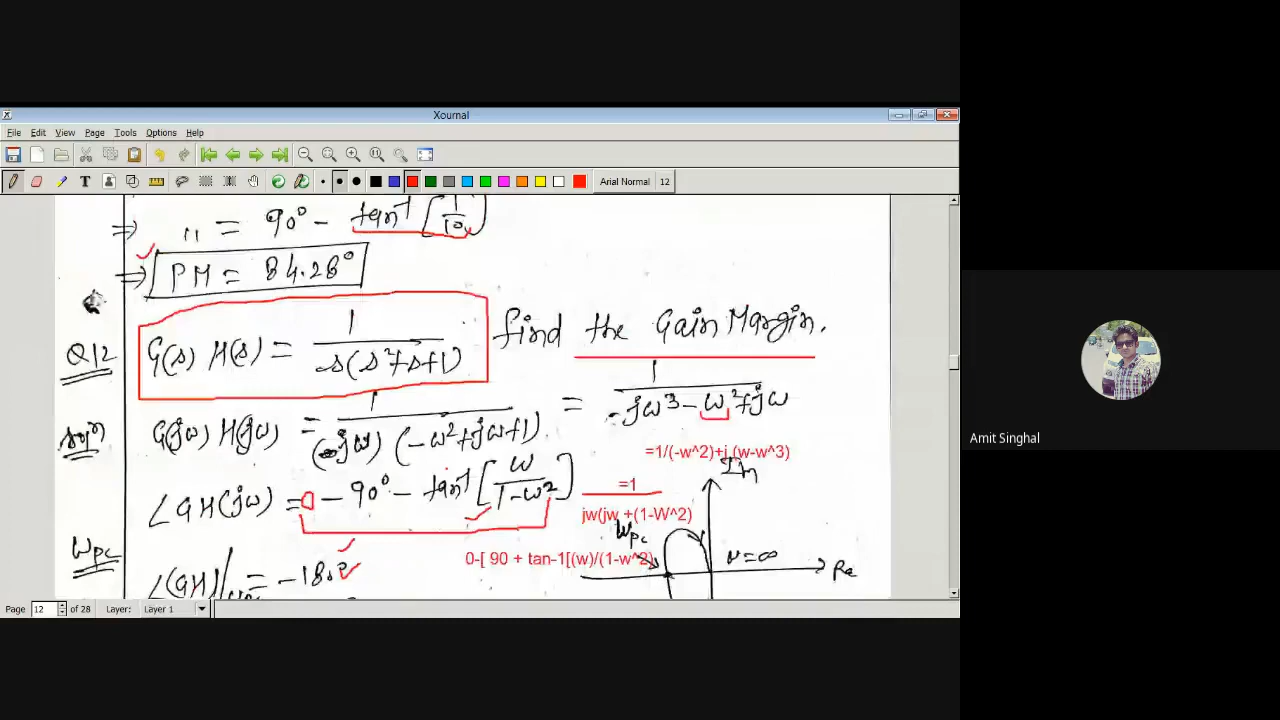 Xournal
File Edit View Page Tools Options Help
Arial Normal 12
⇒ 〃 = 90° - tan⁻¹ [1/10]
⇒ PM = 84.28°
Q12 G(s) H(s) = 1/s(s²+s+1) find the Gain Margin.
Solⁿ G(jω) H(jω) = 1/(jω)(-ω²+jω+1) = 1/-jω³-ω²+jω
=1/(-w^2)+j (w-w^3)
Im
∠GH(jω) = 0 - 90° - tan⁻¹ [ω/1-ω²]
=1
jw(jw +(1-W^2)
ωpc
0-[ 90 + tan-1[(w)/(1-w^2)
ω=∞
Re
ωpc
∠(GH)| = -180°
Page 12 of 28 Layer: Layer 1
Amit Singhal